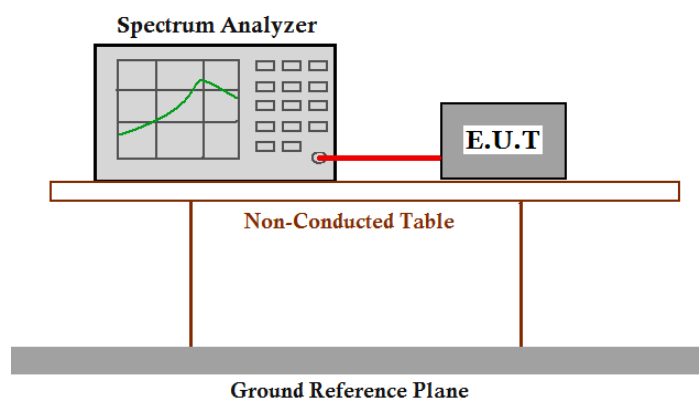 Spectrum Analyzer
E.U.T
Non-Conducted Table
Ground Reference Plane